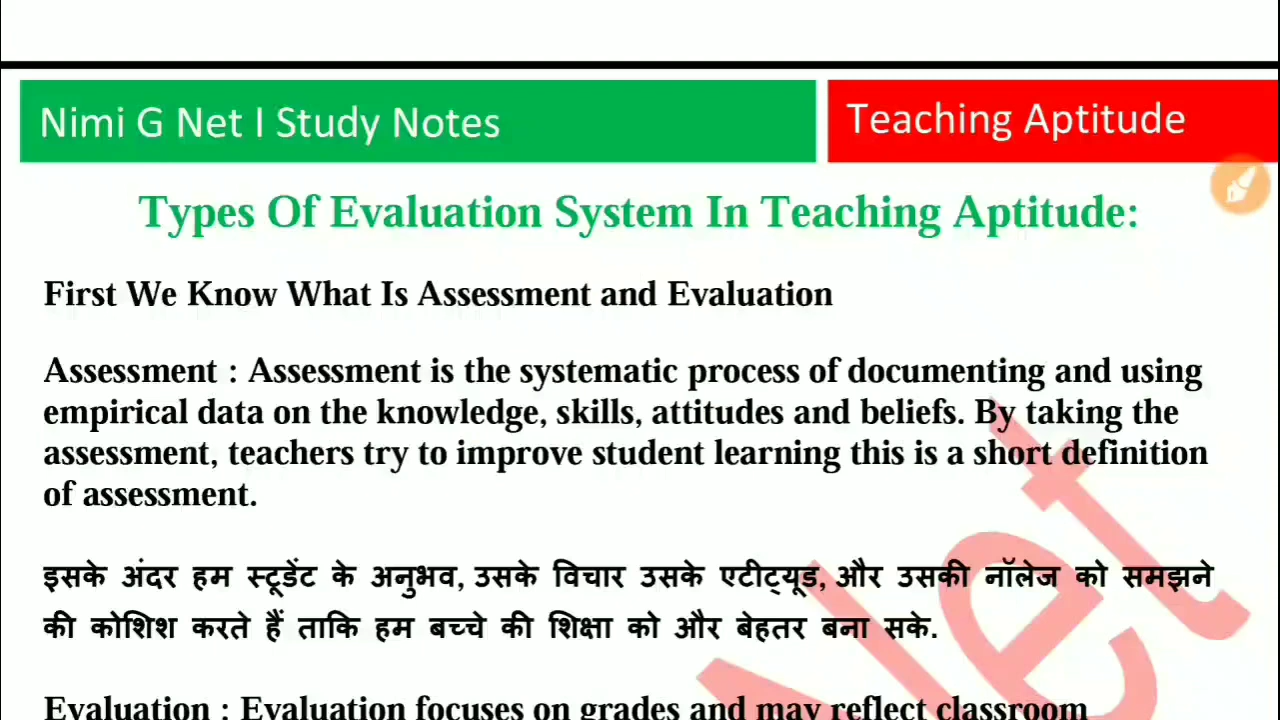 Nimi G Net I Study Notes
Teaching Aptitude
Types Of Evaluation System In Teaching Aptitude:
First We Know What Is Assessment and Evaluation
Assessment : Assessment is the systematic process of documenting and using
empirical data on the knowledge, skills, attitudes and beliefs. By taking the
assessment, teachers try to improve student learning this is a short definition
of assessment.
इसके अंदर हम स्टूडेंट के अनुभव, उसके विचार उसके एटीट्यूड, और उसकी नॉलेज को समझने
की कोशिश करते हैं ताकि हम बच्चे की शिक्षा को और बेहतर बना सके.
Evaluation : Evaluation focuses on grades and may reflect classroom
Net